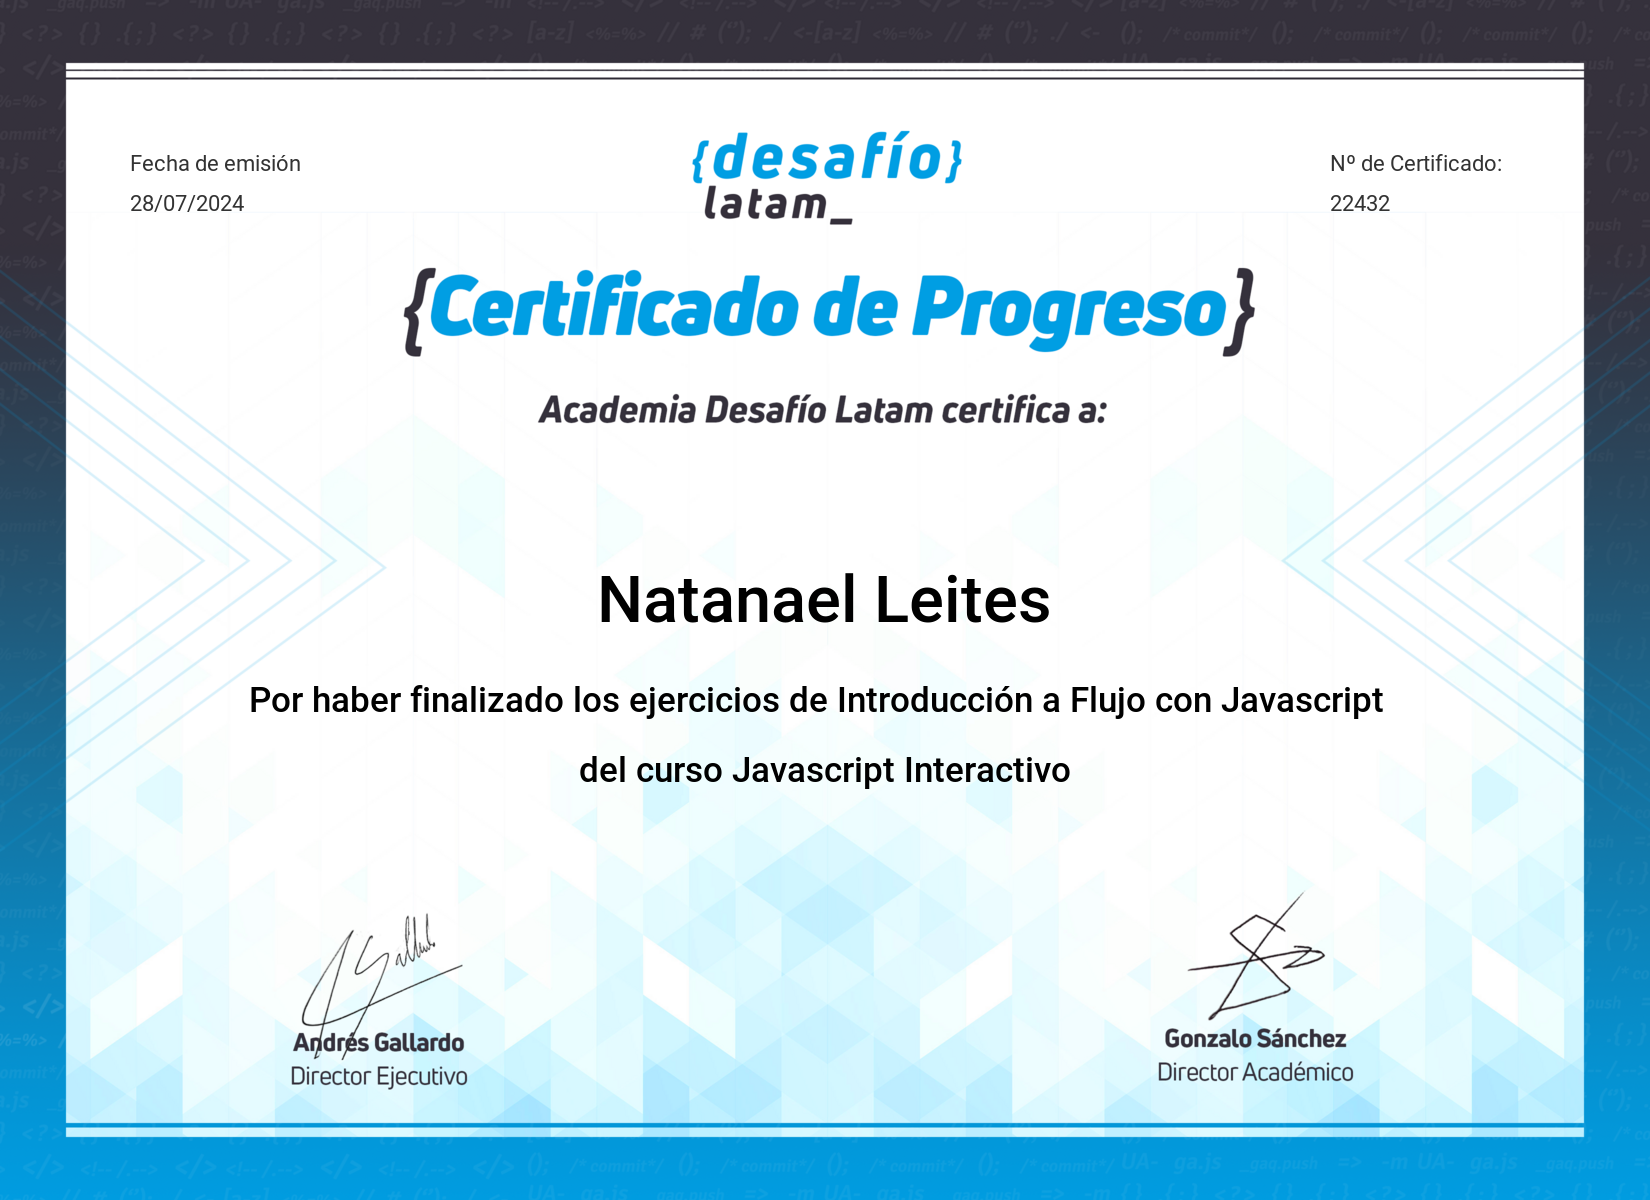 Fecha de emisión
28/07/2024
{desafío}
latam_
Nº de Certificado:
22432
{Certificado de Progreso}
Academia Desafío Latam certifica a:
Natanael Leites
Por haber finalizado los ejercicios de Introducción a Flujo con Javascript
del curso Javascript Interactivo
Andrés Gallardo
Director Ejecutivo
Gonzalo Sánchez
Director Académico